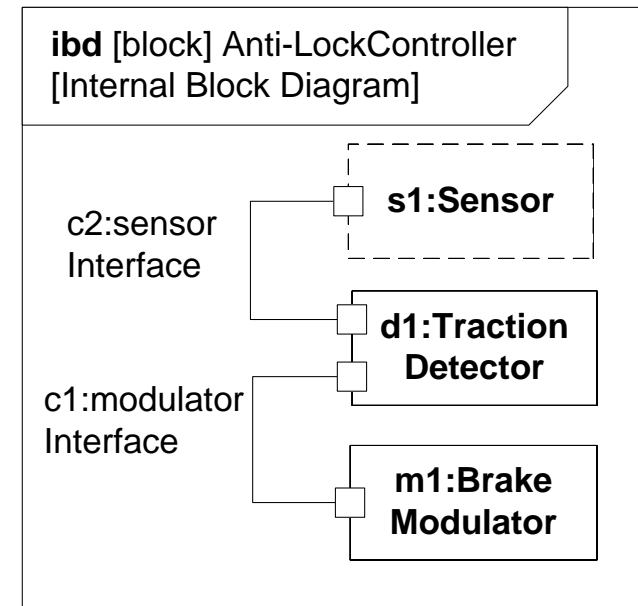 ibd [block] Anti-LockController
[Internal Block Diagram]
s1:Sensor
c2:sensor
Interface
d1:Traction
Detector
c1:modulator
Interface
m1:Brake
Modulator